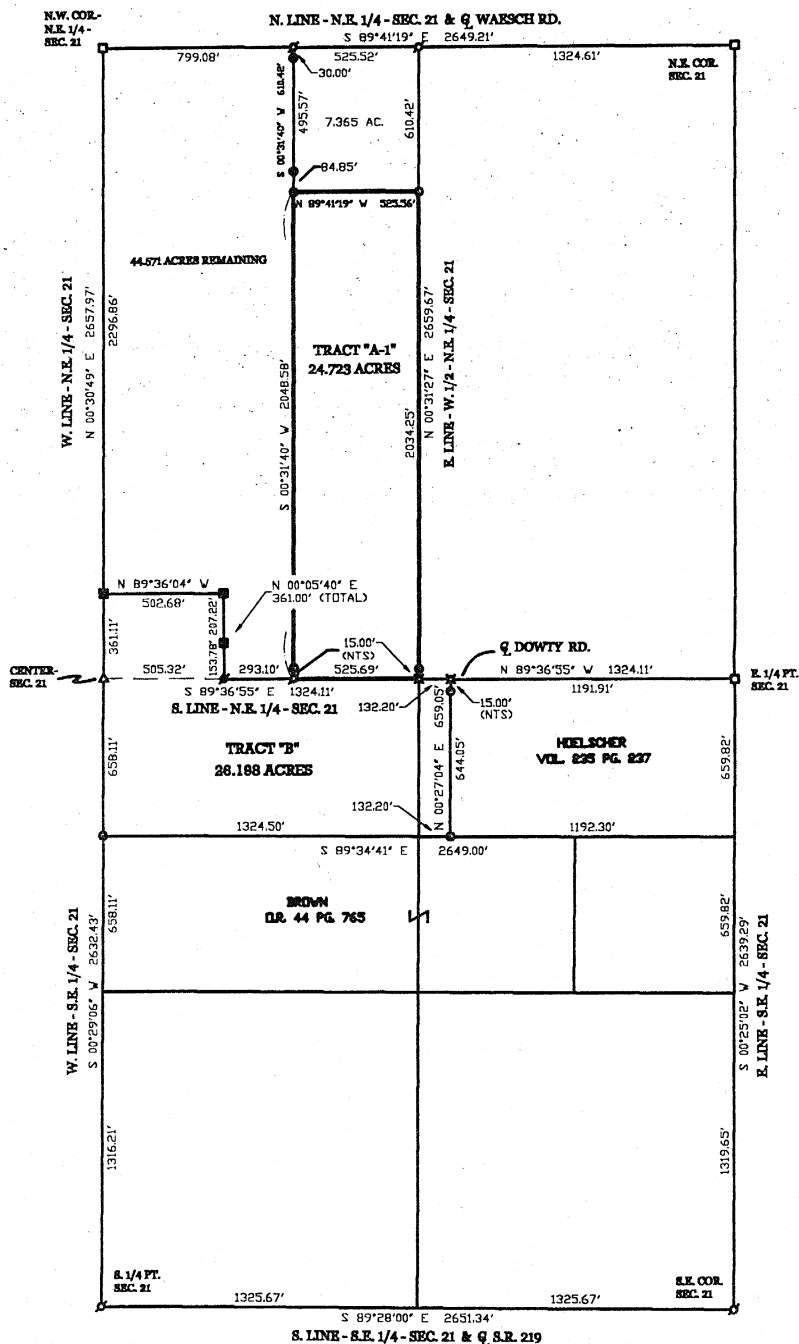 N.W. COR.-
N.E. 1/4 -
SEC. 21
N. LINE - N.E. 1/4 - SEC. 21 & ℄ WAESCH RD.
S 89°41'19" E 2649.21'
799.08'
525.52'
1324.61'
N.E. COR.
SEC. 21
30.00'
S 00°31'40" W 610.42'
495.57'
7.365 AC.
610.42'
84.85'
N 89°41'19" W 525.56'
44.571 ACRES REMAINING
W. LINE - N.E. 1/4 - SEC. 21
N 00°30'49" E 2657.97'
2296.86'
TRACT "A-1"
24.723 ACRES
S 00°31'40" W 2048.58'
2034.25'
N 00°31'27" E 2659.67'
E. LINE - W. 1/2 - N.E. 1/4 - SEC. 21
N 89°36'04" W
502.68'
N 00°05'40" E
361.00' (TOTAL)
361.11'
153.78' 207.22'
15.00'
(NTS)
℄ DOWTY RD.
CENTER-
SEC. 21
505.32'
293.10'
525.69'
N 89°36'55" W 1324.11'
E. 1/4 PT.
SEC. 21
S 89°36'55" E 1324.11'
1191.91'
S. LINE - N.E. 1/4 - SEC. 21
132.20'
15.00'
(NTS)
658.11'
TRACT "B"
26.198 ACRES
N 00°27'04" E 659.05'
644.05'
HOELSCHER
VOL. 235 PG. 237
659.82'
132.20'
1324.50'
1192.30'
S 89°34'41" E 2649.00'
658.11'
BROWN
O.R. 44 PG. 765
659.82'
W. LINE - S.E. 1/4 - SEC. 21
S 00°29'06" W 2632.43'
S 00°25'02" W 2639.29'
E. LINE - S.E. 1/4 - SEC. 21
1316.21'
1319.65'
S. 1/4 PT.
SEC. 21
S.E. COR.
SEC. 21
1325.67'
1325.67'
S 89°28'00" E 2651.34'
S. LINE - S.E. 1/4 - SEC. 21 & ℄ S.R. 219